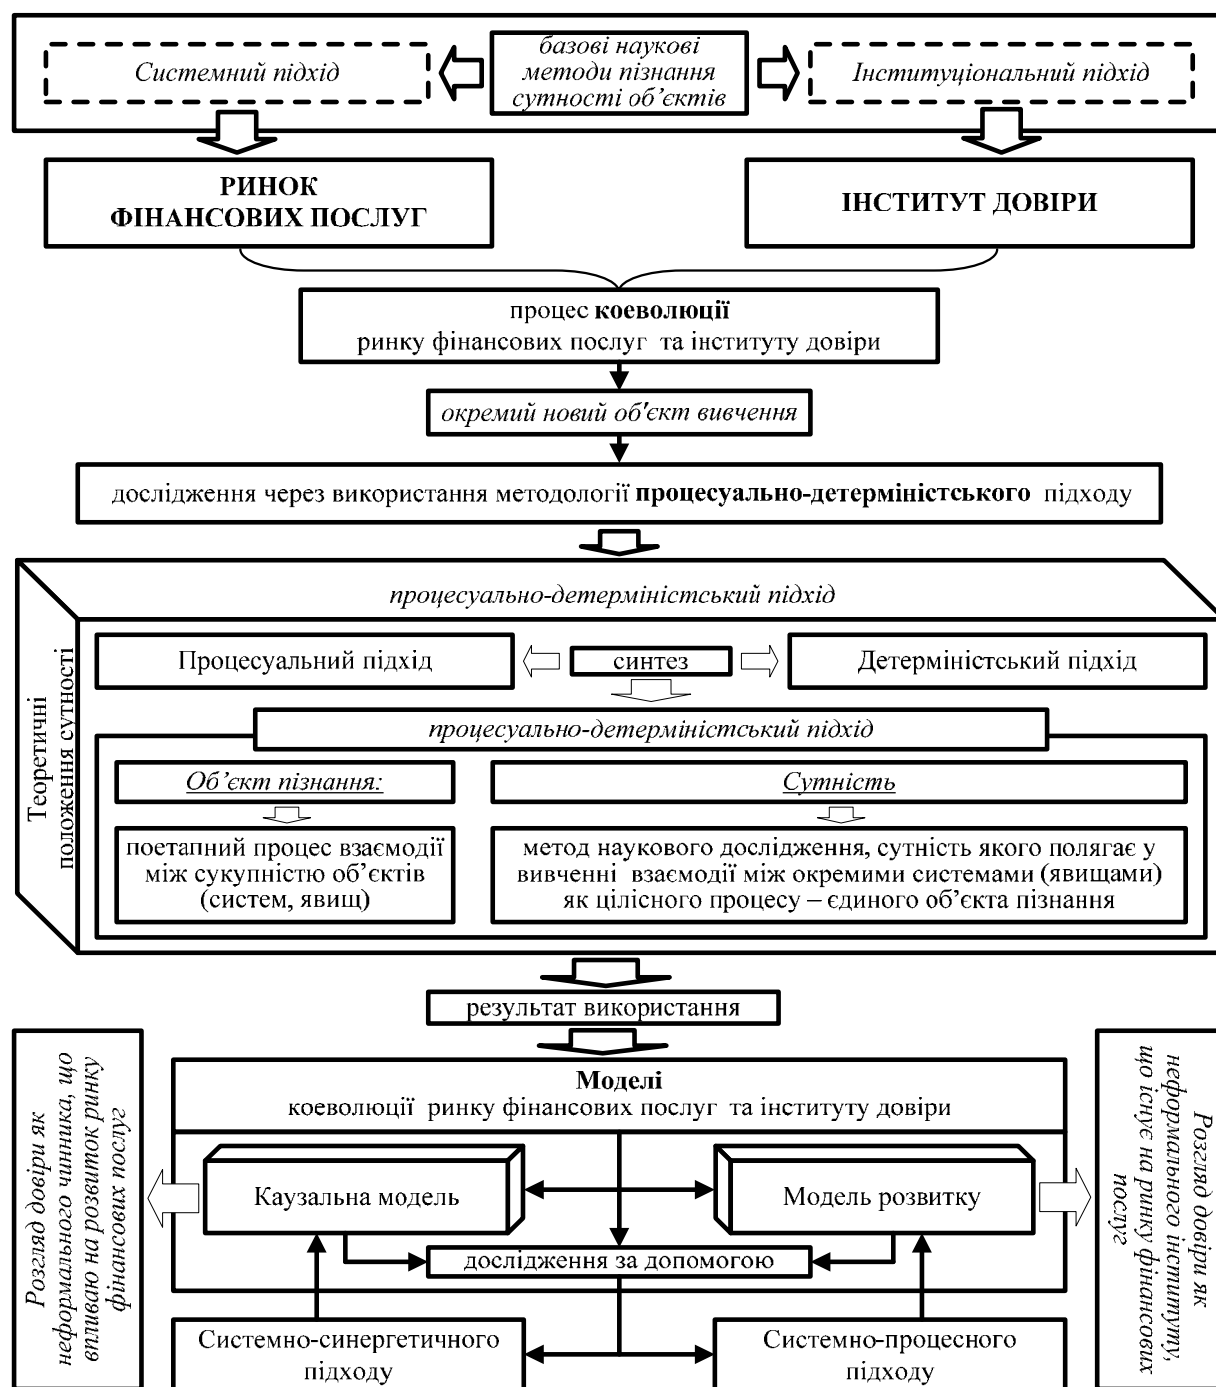 базові наукові
методи пізнання
сутності об’єктів
Системний підхід
Інституціональний підхід
РИНОК
ФІНАНСОВИХ ПОСЛУГ
ІНСТИТУТ ДОВІРИ
процес коеволюції
ринку фінансових послуг та інституту довіри
окремий новий об'єкт вивчення
дослідження через використання методології процесуально-детерміністського підходу
процесуально-детерміністський підхід
Теоретичні
положення сутності
Процесуальний підхід
синтез
Детерміністський підхід
процесуально-детерміністський підхід
Об’єкт пізнання:
Сутність
поетапний процес взаємодії
між сукупністю об’єктів
(систем, явищ)
метод наукового дослідження, сутність якого полягає у
вивченні взаємодії між окремими системами (явищами)
як цілісного процесу – єдиного об’єкта пізнання
результат використання
Розгляд довіри як
неформального чинника, що
впливаю на розвиток ринку
фінансових послуг
Моделі
коеволюції ринку фінансових послуг та інституту довіри
Каузальна модель
Модель розвитку
дослідження за допомогою
Системно-синергетичного
підходу
Системно-процесного
підходу
Розгляд довіри як
неформального інституту,
що існує на ринку фінансових
послуг